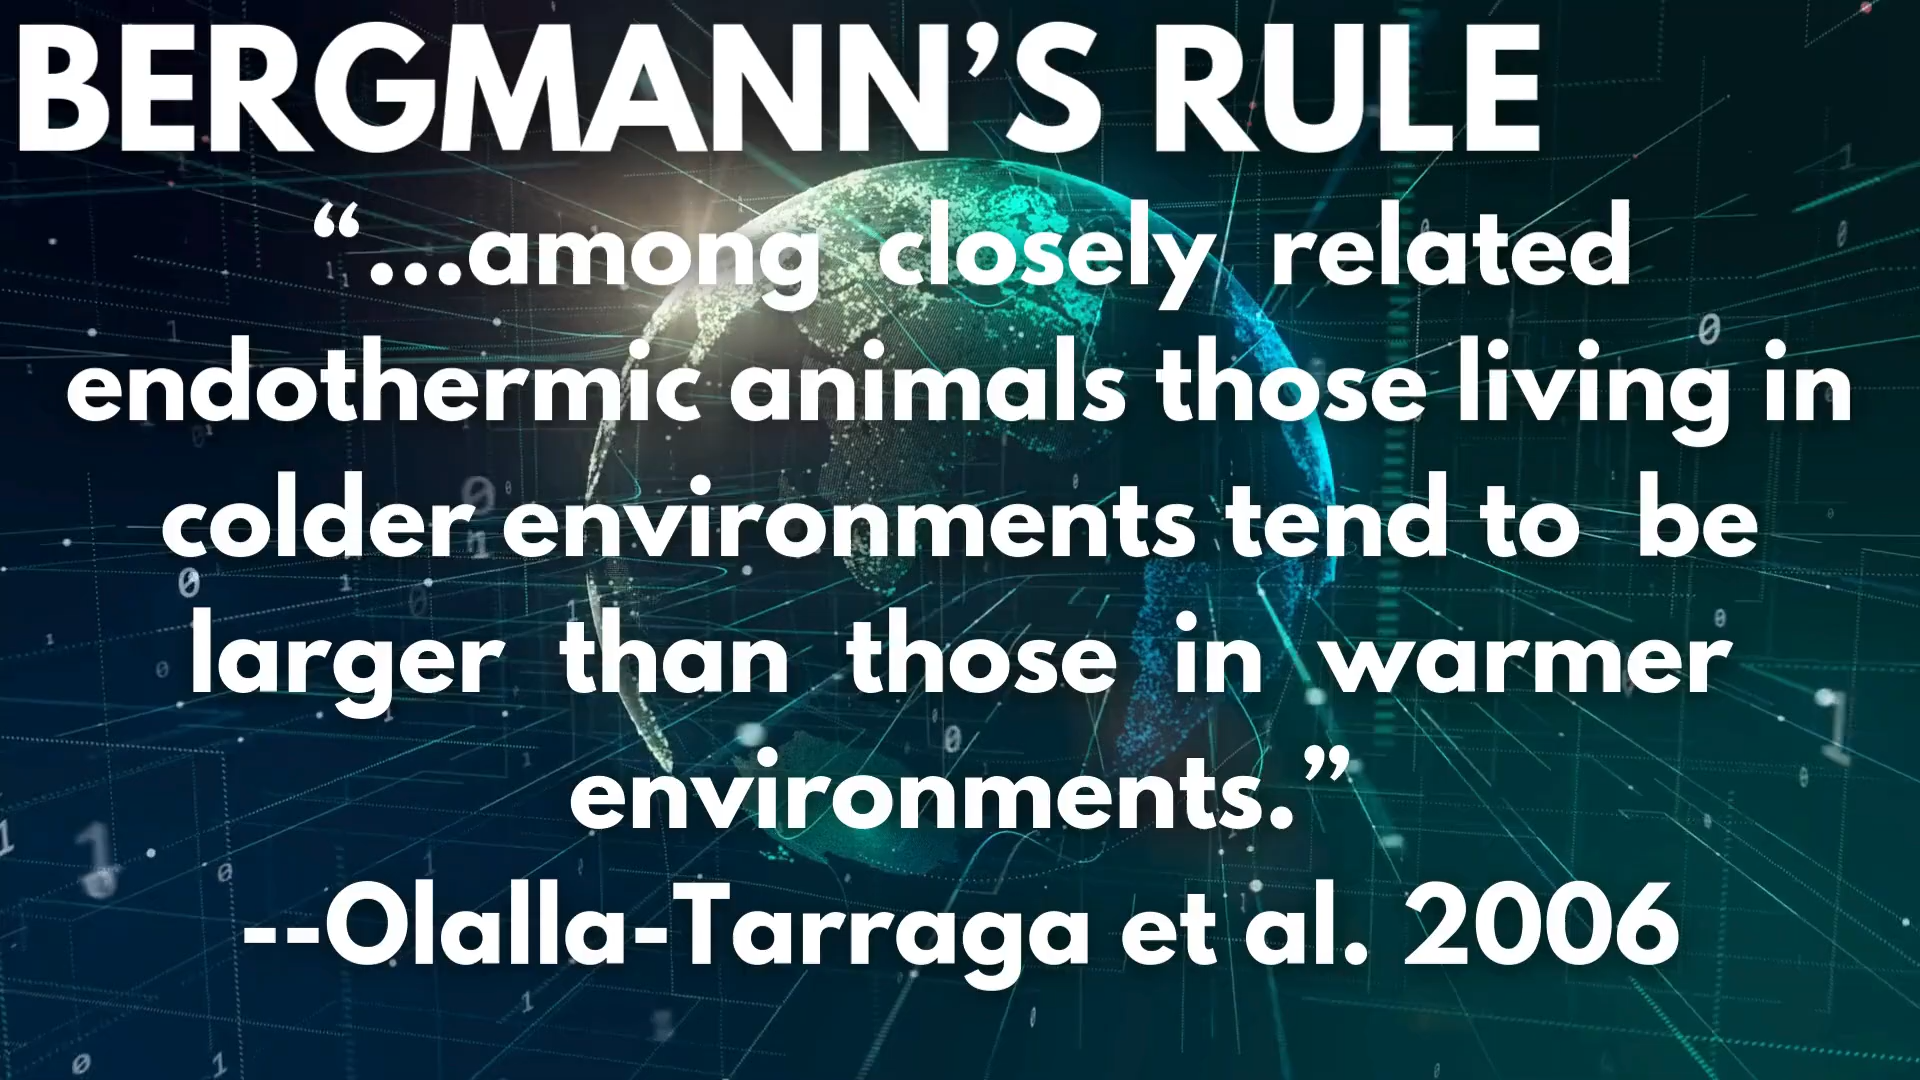 BERGMANN’S RULE
“...among closely related
endothermic animals those living in
colder environments tend to be
larger than those in warmer
environments.”
--Olalla-Tarraga et al. 2006